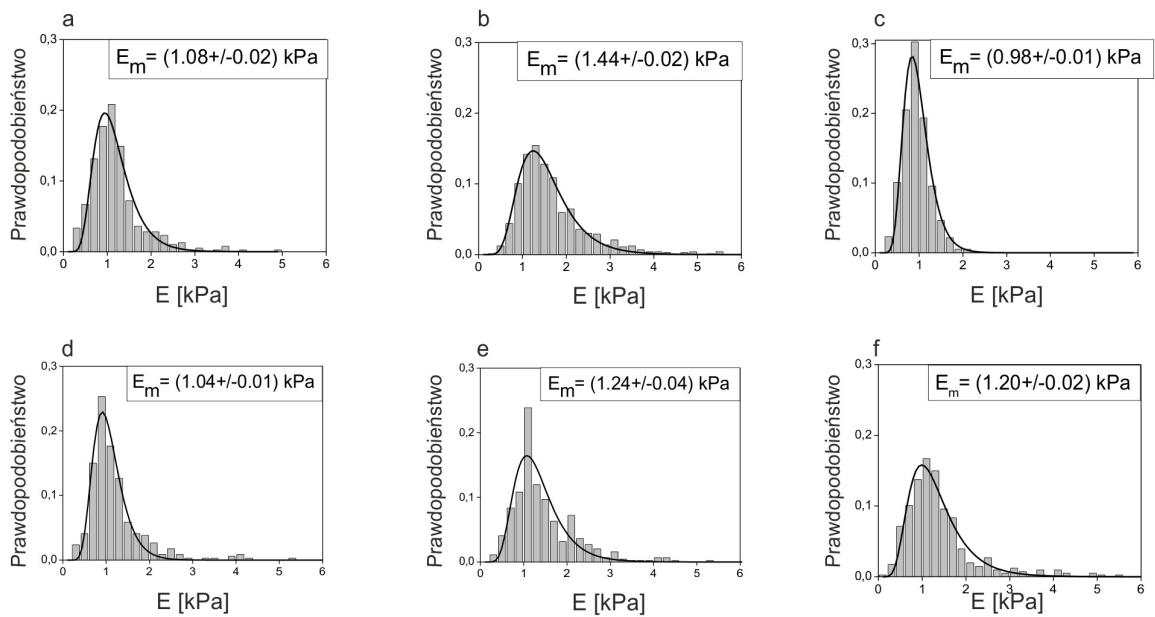 a
E_m= (1.08+/-0.02) kPa
Prawdopodobieństwo
0,3
0,2
0,1
0,0
0 1 2 3 4 5 6
E [kPa]
b
E_m= (1.44+/-0.02) kPa
Prawdopodobieństwo
0,3
0,2
0,1
0,0
0 1 2 3 4 5 6
E [kPa]
c
E_m= (0.98+/-0.01) kPa
Prawdopodobieństwo
0,3
0,2
0,1
0,0
0 1 2 3 4 5 6
E [kPa]
d
E_m= (1.04+/-0.01) kPa
Prawdopodobieństwo
0,3
0,2
0,1
0,0
0 1 2 3 4 5 6
E [kPa]
e
E_m= (1.24+/-0.04) kPa
Prawdopodobieństwo
0,3
0,2
0,1
0,0
0 1 2 3 4 5 6
E [kPa]
f
E_m= (1.20+/-0.02) kPa
Prawdopodobieństwo
0,3
0,2
0,1
0,0
0 1 2 3 4 5 6
E [kPa]